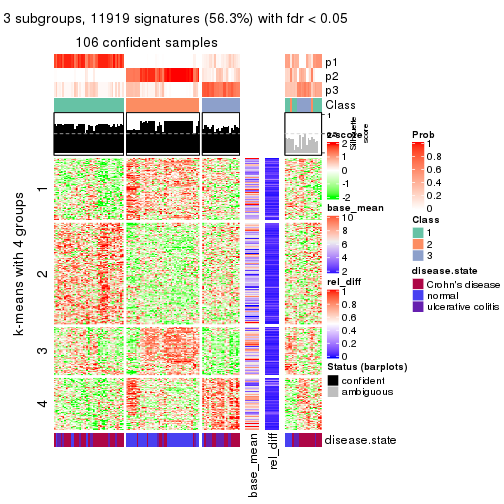 3 subgroups, 11919 signatures (56.3%) with fdr < 0.05
106 confident samples
p1
p2
p3
Class
1
Silhouette
score
z-score
2
1
0
-1
-2
base_mean
10
8
6
4
2
rel_diff
1
0.8
0.6
0.4
0.2
0
Status (barplots)
confident
ambiguous
Prob
1
0.8
0.6
0.4
0.2
0
Class
1
2
3
disease.state
Crohn's disease
normal
ulcerative colitis
k-means with 4 groups
1
2
3
4
disease.state
base_mean
rel_diff